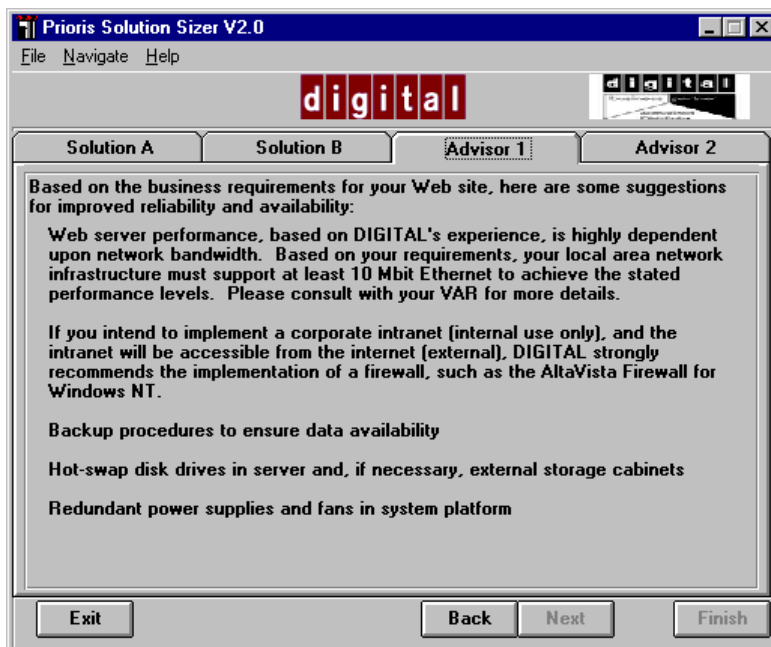 Prioris Solution Sizer V2.0
File Navigate Help
digital
digital
Solution A Solution B Advisor 1 Advisor 2
Based on the business requirements for your Web site, here are some suggestions
for improved reliability and availability:
Web server performance, based on DIGITAL's experience, is highly dependent
upon network bandwidth. Based on your requirements, your local area network
infrastructure must support at least 10 Mbit Ethernet to achieve the stated
performance levels. Please consult with your VAR for more details.
If you intend to implement a corporate intranet (internal use only), and the
intranet will be accessible from the internet (external), DIGITAL strongly
recommends the implementation of a firewall, such as the AltaVista Firewall for
Windows NT.
Backup procedures to ensure data availability
Hot-swap disk drives in server and, if necessary, external storage cabinets
Redundant power supplies and fans in system platform
Exit Back Next Finish